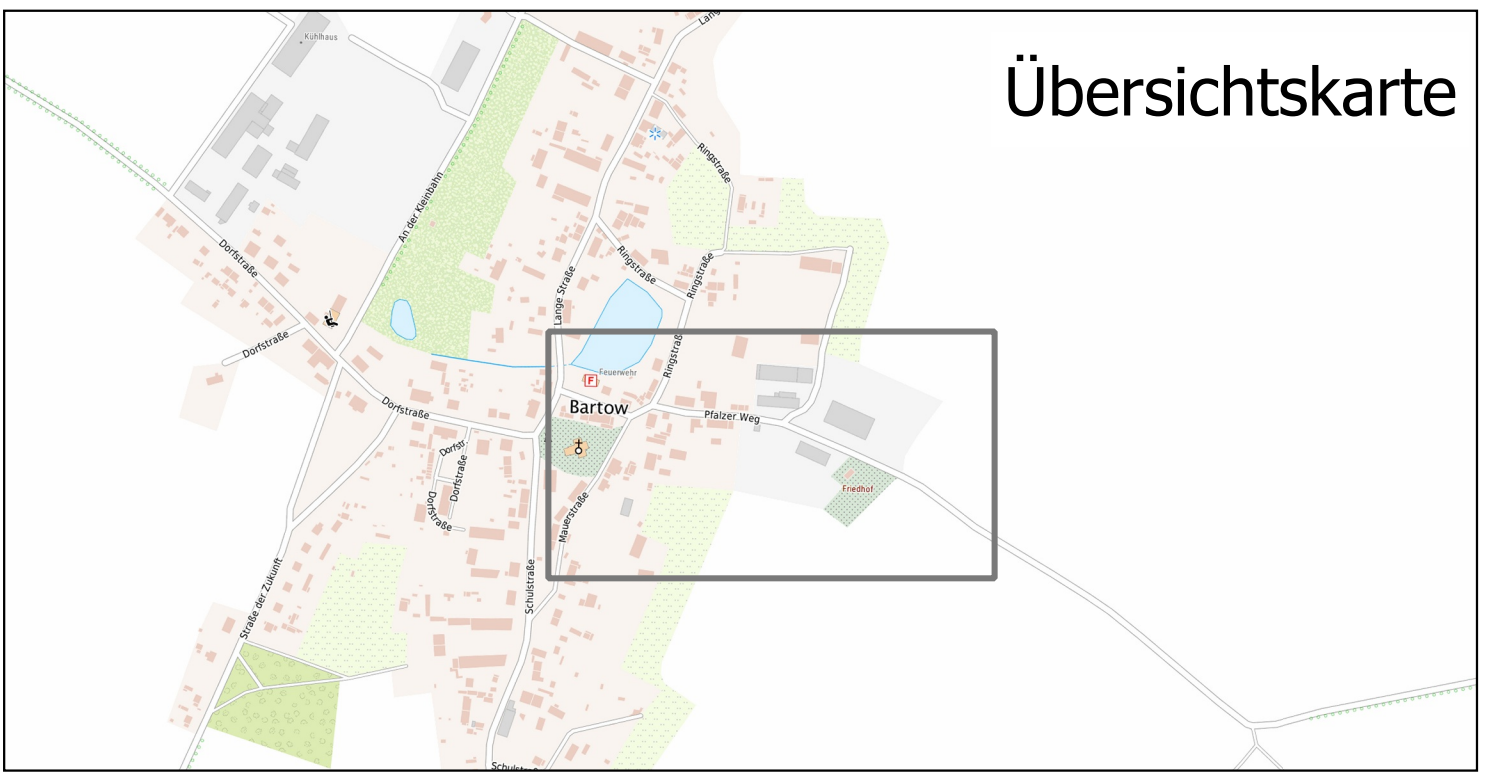 Lang
Kühlhaus
Übersichtskarte
Ringstraße
An der Kleinbahn
Dorfstraße
Ringstraße
Ringstraße
Lange Straße
Dorfstraße
Ringstraße
Feuerwehr
F
Dorfstraße
Bartow
Pfalzer Weg
Dorfstr.
Dorfstraße
Friedhof
Dorfstraße
Mauerstraße
Schulstraße
Straße der Zukunft
Schulstraße